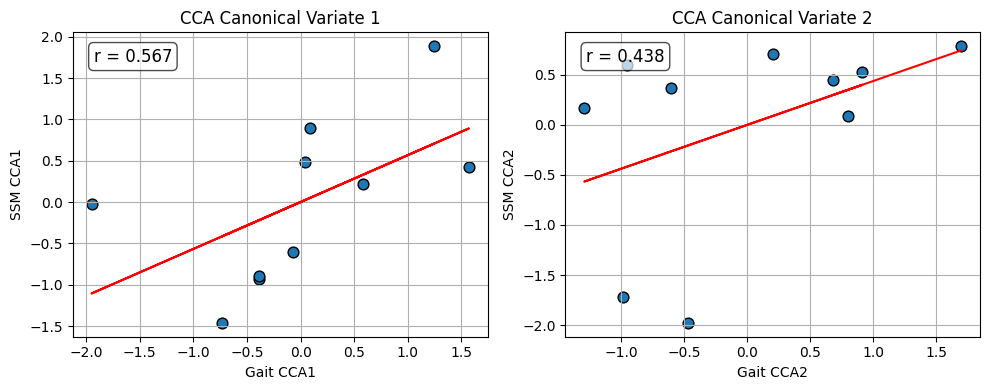 CCA Canonical Variate 1
r = 0.567
2.0
1.5
1.0
0.5
0.0
−0.5
−1.0
−1.5
SSM CCA1
−2.0 −1.5 −1.0 −0.5 0.0 0.5 1.0 1.5
Gait CCA1
CCA Canonical Variate 2
r = 0.438
0.5
0.0
−0.5
−1.0
−1.5
−2.0
SSM CCA2
−1.0 −0.5 0.0 0.5 1.0 1.5
Gait CCA2